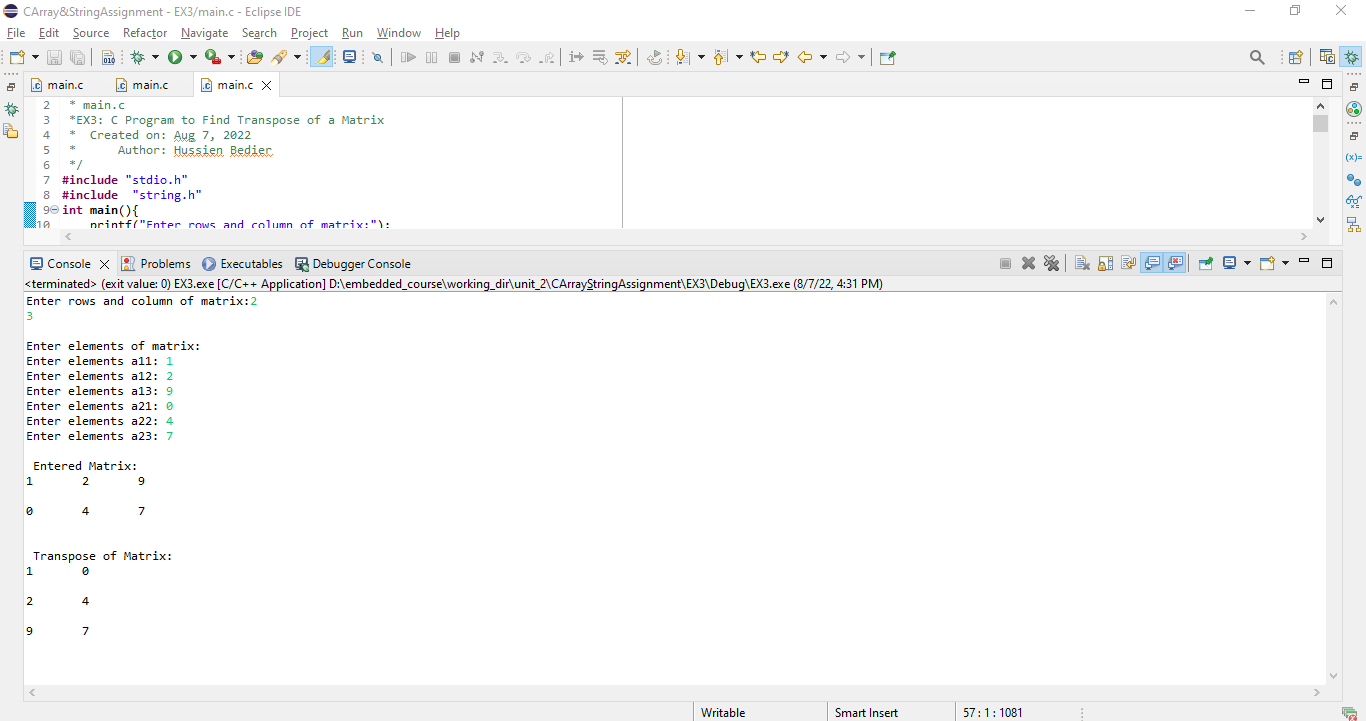 CArray&StringAssignment - EX3/main.c - Eclipse IDE
File Edit Source Refactor Navigate Search Project Run Window Help
main.c main.c main.c
2 * main.c
3 *EX3: C Program to Find Transpose of a Matrix
4 * Created on: Aug 7, 2022
5 * Author: Hussien Bedier
6 */
7 #include "stdio.h"
8 #include "string.h"
9 int main(){
10 printf("Enter rows and column of matrix:");
Console Problems Executables Debugger Console
<terminated> (exit value: 0) EX3.exe [C/C++ Application] D:\embedded_course\working_dir\unit_2\CArrayStringAssignment\EX3\Debug\EX3.exe (8/7/22, 4:31 PM)
Enter rows and column of matrix:2
3
Enter elements of matrix:
Enter elements a11: 1
Enter elements a12: 2
Enter elements a13: 9
Enter elements a21: 0
Enter elements a22: 4
Enter elements a23: 7
Entered Matrix:
1 2 9
0 4 7
Transpose of Matrix:
1 0
2 4
9 7
Writable Smart Insert 57 : 1 : 1081